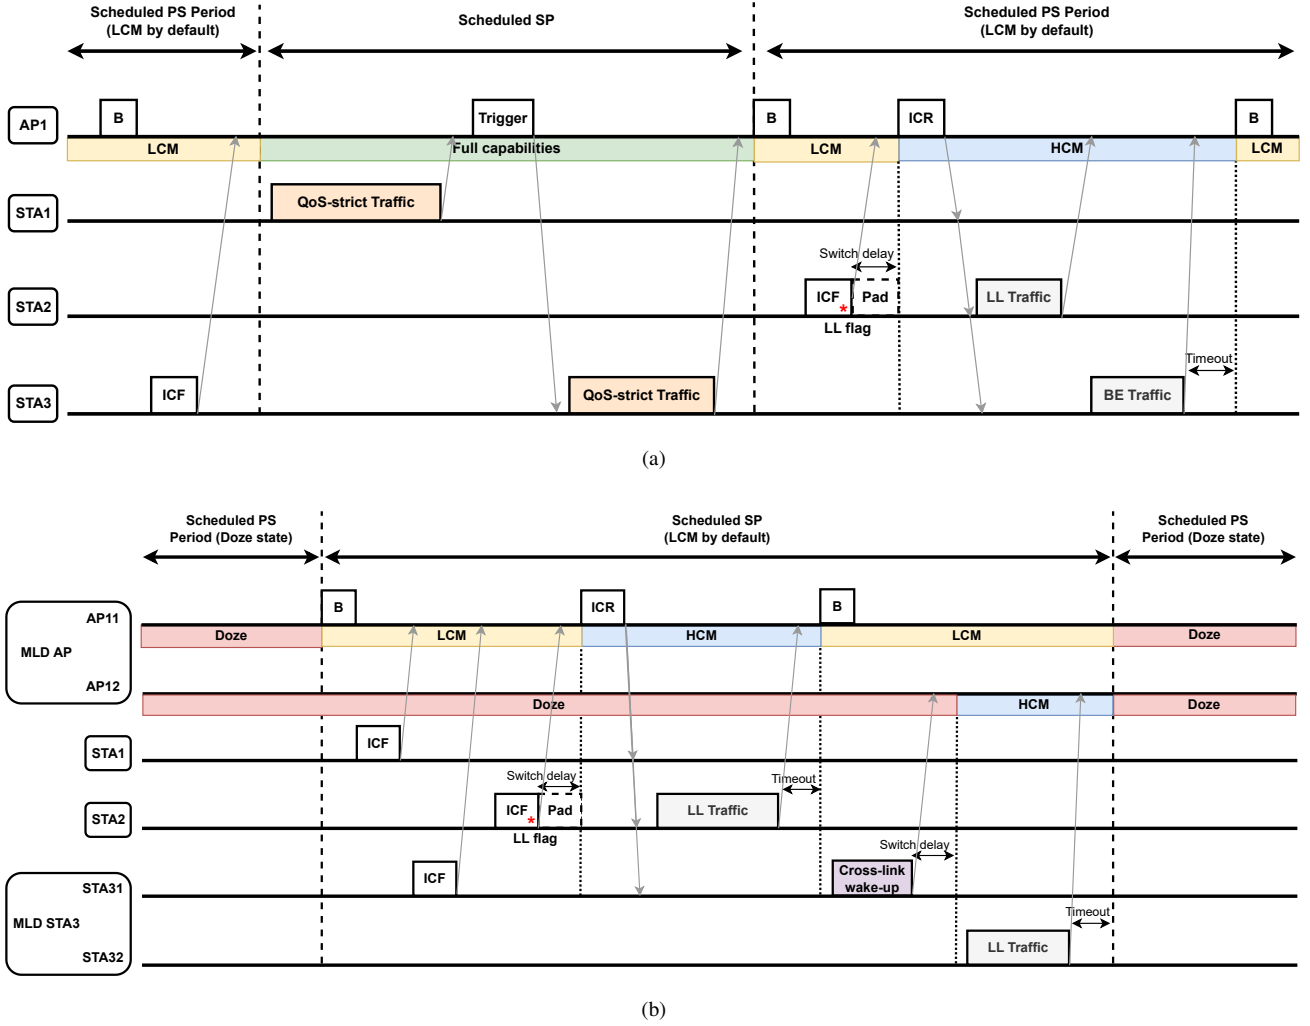 Scheduled PS Period
(LCM by default)
Scheduled SP
Scheduled PS Period
(LCM by default)
AP1
B
Trigger
B
ICR
B
LCM
Full capabilities
LCM
HCM
LCM
STA1
QoS-strict Traffic
Switch delay
STA2
ICF
*
Pad
LL Traffic
LL flag
Timeout
STA3
ICF
QoS-strict Traffic
BE Traffic
(a)
Scheduled PS
Period (Doze state)
Scheduled SP
(LCM by default)
Scheduled PS
Period (Doze state)
MLD AP
AP11
B
ICR
B
Doze
LCM
HCM
LCM
Doze
AP12
Doze
HCM
Doze
STA1
ICF
Switch delay
Timeout
STA2
ICF
*
Pad
LL Traffic
LL flag
Switch delay
MLD STA3
STA31
ICF
Cross-link
wake-up
Timeout
STA32
LL Traffic
(b)